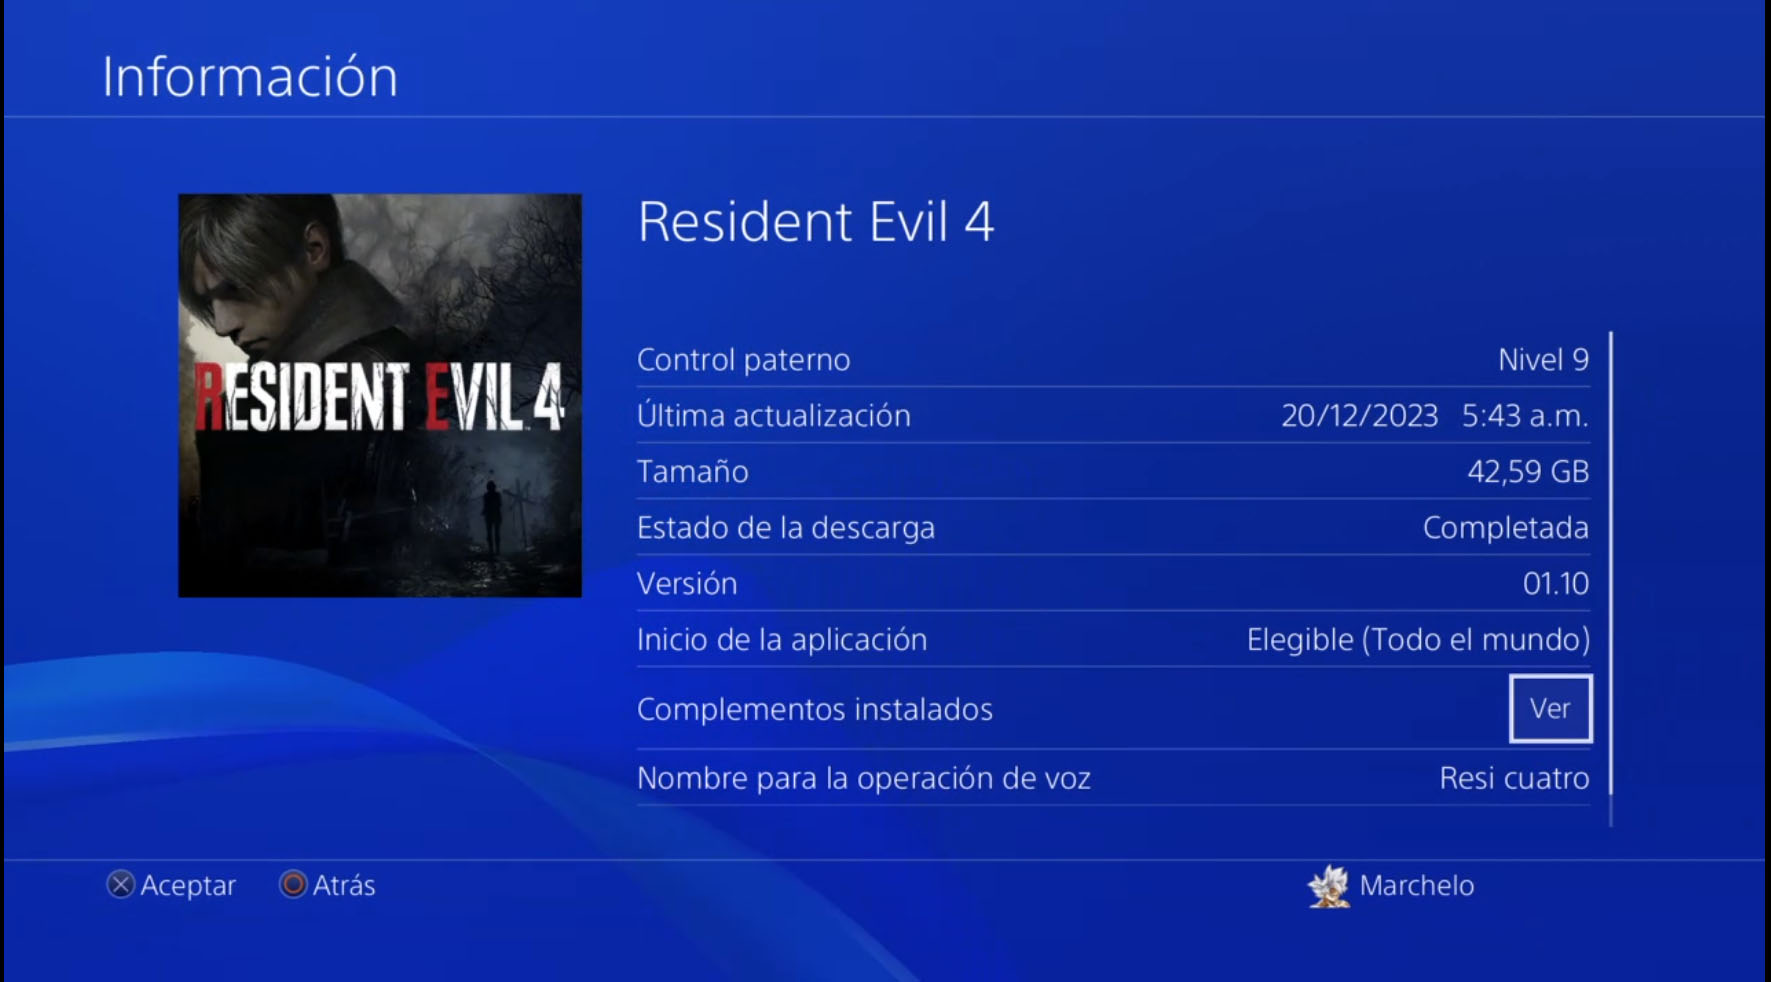 Información
Resident Evil 4
RESIDENT EVIL 4
Control paterno Nivel 9
Última actualización 20/12/2023 5:43 a.m.
Tamaño 42,59 GB
Estado de la descarga Completada
Versión 01.10
Inicio de la aplicación Elegible (Todo el mundo)
Complementos instalados Ver
Nombre para la operación de voz Resi cuatro
Aceptar Atrás Marchelo